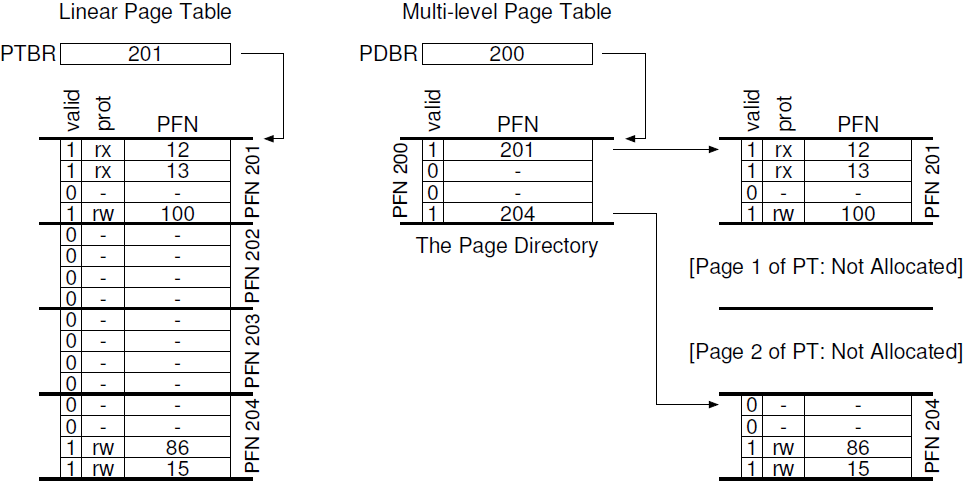 Linear Page Table
PTBR 201
valid prot PFN
1 rx 12
1 rx 13
0 - -
1 rw 100
PFN 201
0 - -
0 - -
0 - -
0 - -
PFN 202
0 - -
0 - -
0 - -
0 - -
PFN 203
0 - -
0 - -
1 rw 86
1 rw 15
PFN 204
Multi-level Page Table
PDBR 200
valid PFN
PFN 200
1 201
0 -
0 -
1 204
The Page Directory
valid prot PFN
1 rx 12
1 rx 13
0 - -
1 rw 100
PFN 201
[Page 1 of PT: Not Allocated]
[Page 2 of PT: Not Allocated]
0 - -
0 - -
1 rw 86
1 rw 15
PFN 204